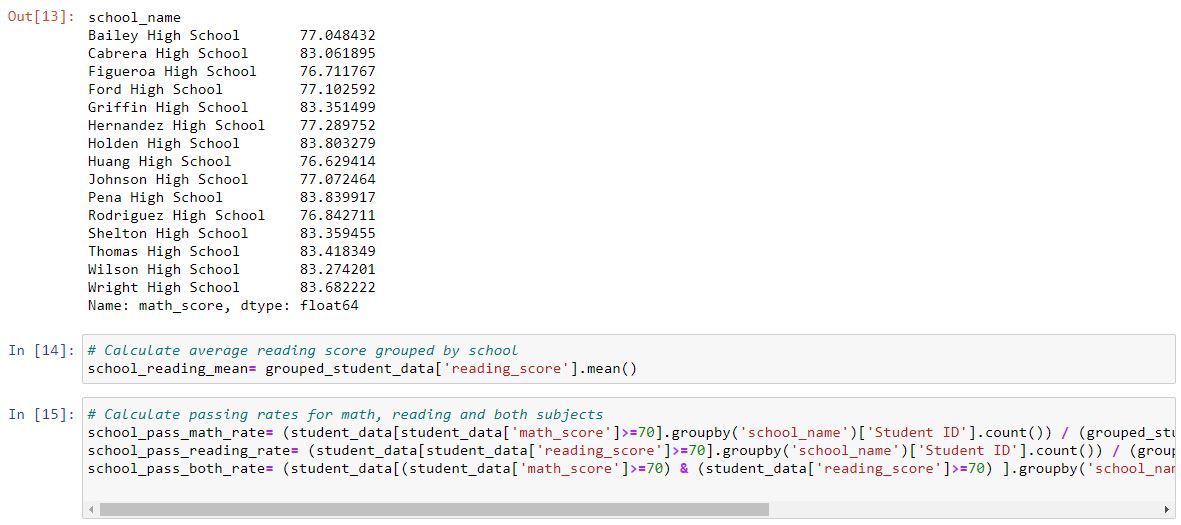 Out[13]: school_name
Bailey High School 77.048432
Cabrera High School 83.061895
Figueroa High School 76.711767
Ford High School 77.102592
Griffin High School 83.351499
Hernandez High School 77.289752
Holden High School 83.803279
Huang High School 76.629414
Johnson High School 77.072464
Pena High School 83.839917
Rodriguez High School 76.842711
Shelton High School 83.359455
Thomas High School 83.418349
Wilson High School 83.274201
Wright High School 83.682222
Name: math_score, dtype: float64
In [14]: # Calculate average reading score grouped by school
school_reading_mean= grouped_student_data['reading_score'].mean()
In [15]: # Calculate passing rates for math, reading and both subjects
school_pass_math_rate= (student_data[student_data['math_score']>=70].groupby('school_name')['Student ID'].count()) / (grouped_stu
school_pass_reading_rate= (student_data[student_data['reading_score']>=70].groupby('school_name')['Student ID'].count()) / (group
school_pass_both_rate= (student_data[(student_data['math_score']>=70) & (student_data['reading_score']>=70) ].groupby('school_nam